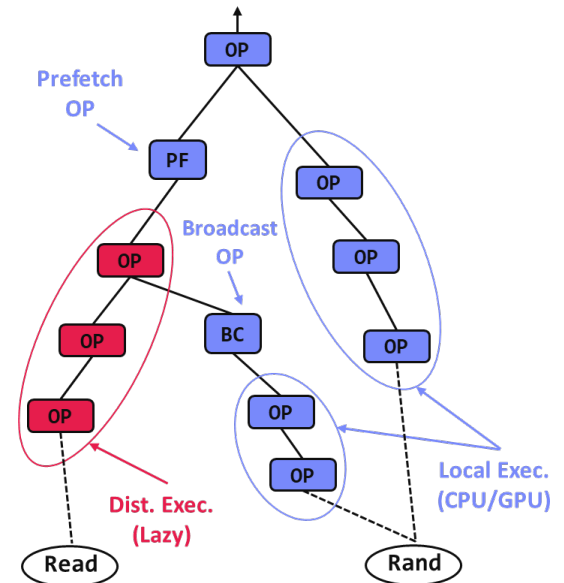 OP
Prefetch
OP
PF
OP
Broadcast
OP
OP
OP
OP
BC
OP
OP
OP
OP
Local Exec.
(CPU/GPU)
Dist. Exec.
(Lazy)
Read
Rand